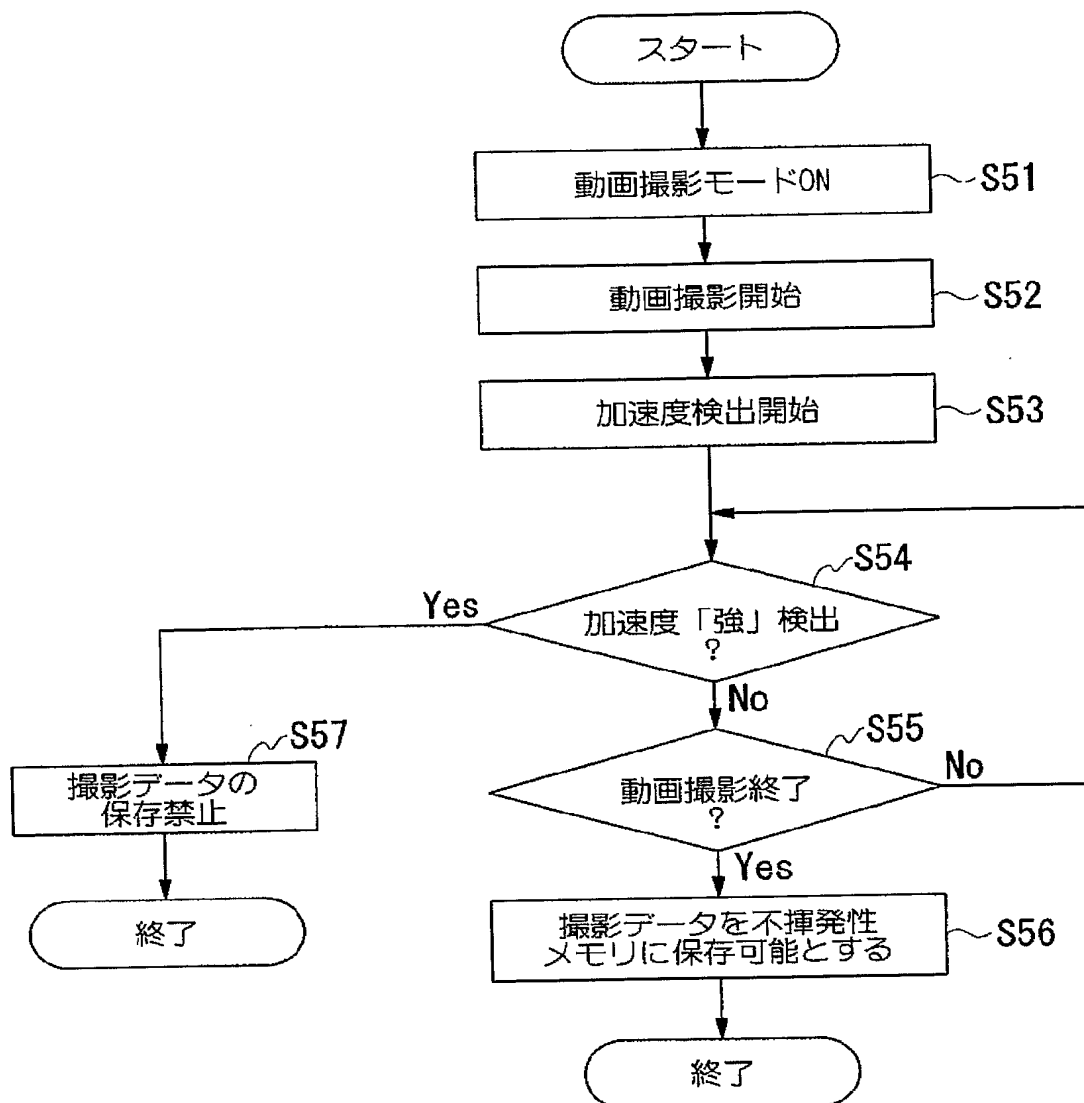 スタート
動画撮影モードON
S51
動画撮影開始
S52
加速度検出開始
S53
S54
加速度「強」検出
?
Yes
No
S55
動画撮影終了
?
No
Yes
S57
撮影データの
保存禁止
終了
撮影データを不揮発性
メモリに保存可能とする
S56
終了